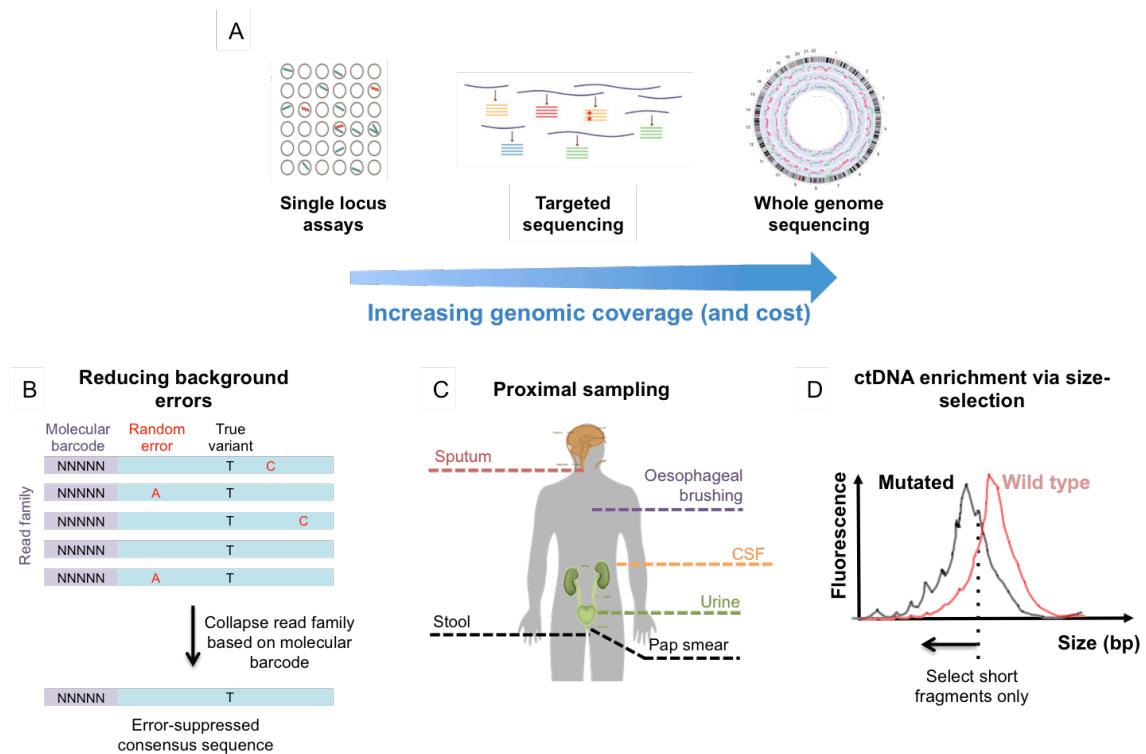 A
Single locus
assays
Targeted
sequencing
Whole genome
sequencing
Increasing genomic coverage (and cost)
B
Reducing background
errors
Molecular
barcode
Random
error
True
variant
Read family
NNNNN T C
NNNNN A T
NNNNN T C
NNNNN T
NNNNN A T
Collapse read family
based on molecular
barcode
NNNNN T
Error-suppressed
consensus sequence
C
Proximal sampling
Sputum
Oesophageal
brushing
CSF
Urine
Stool
Pap smear
D
ctDNA enrichment via size-
selection
Mutated
Wild type
Fluorescence
Size (bp)
Select short
fragments only